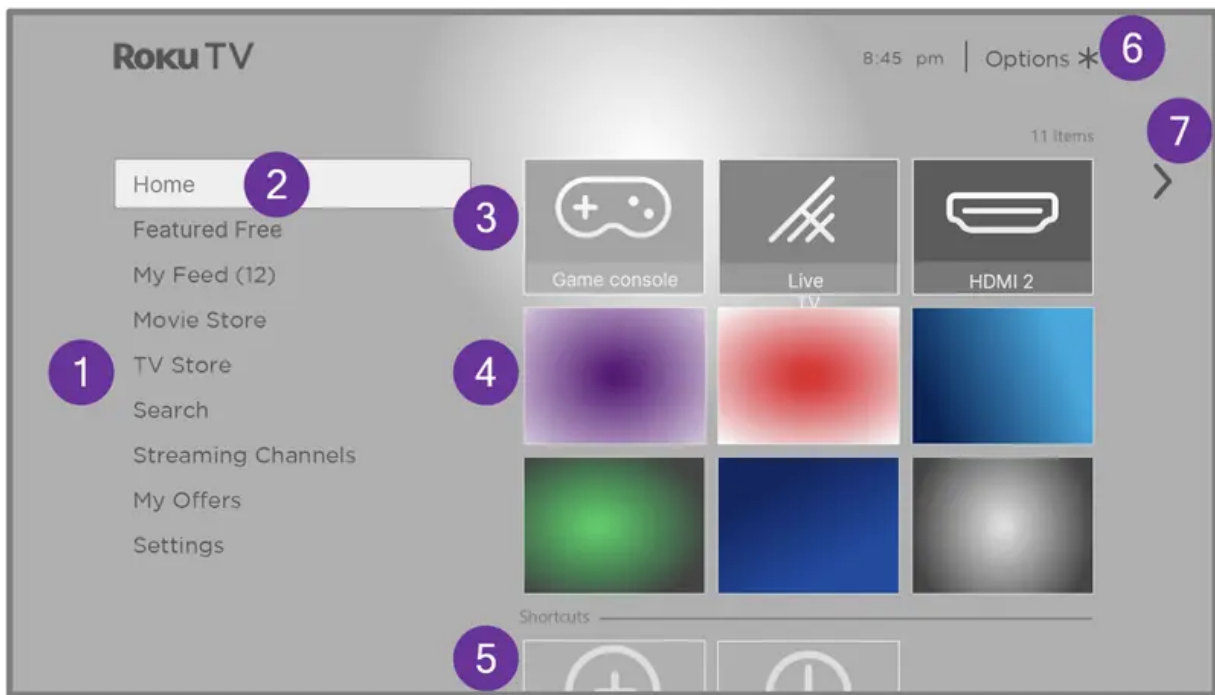 Roku TV
8:45 pm | Options *
6
7
11 Items
Home
2
Featured Free
My Feed (12)
Movie Store
1
TV Store
Search
Streaming Channels
My Offers
Settings
3
Game console
Live
TV
HDMI 2
4
Shortcuts
5